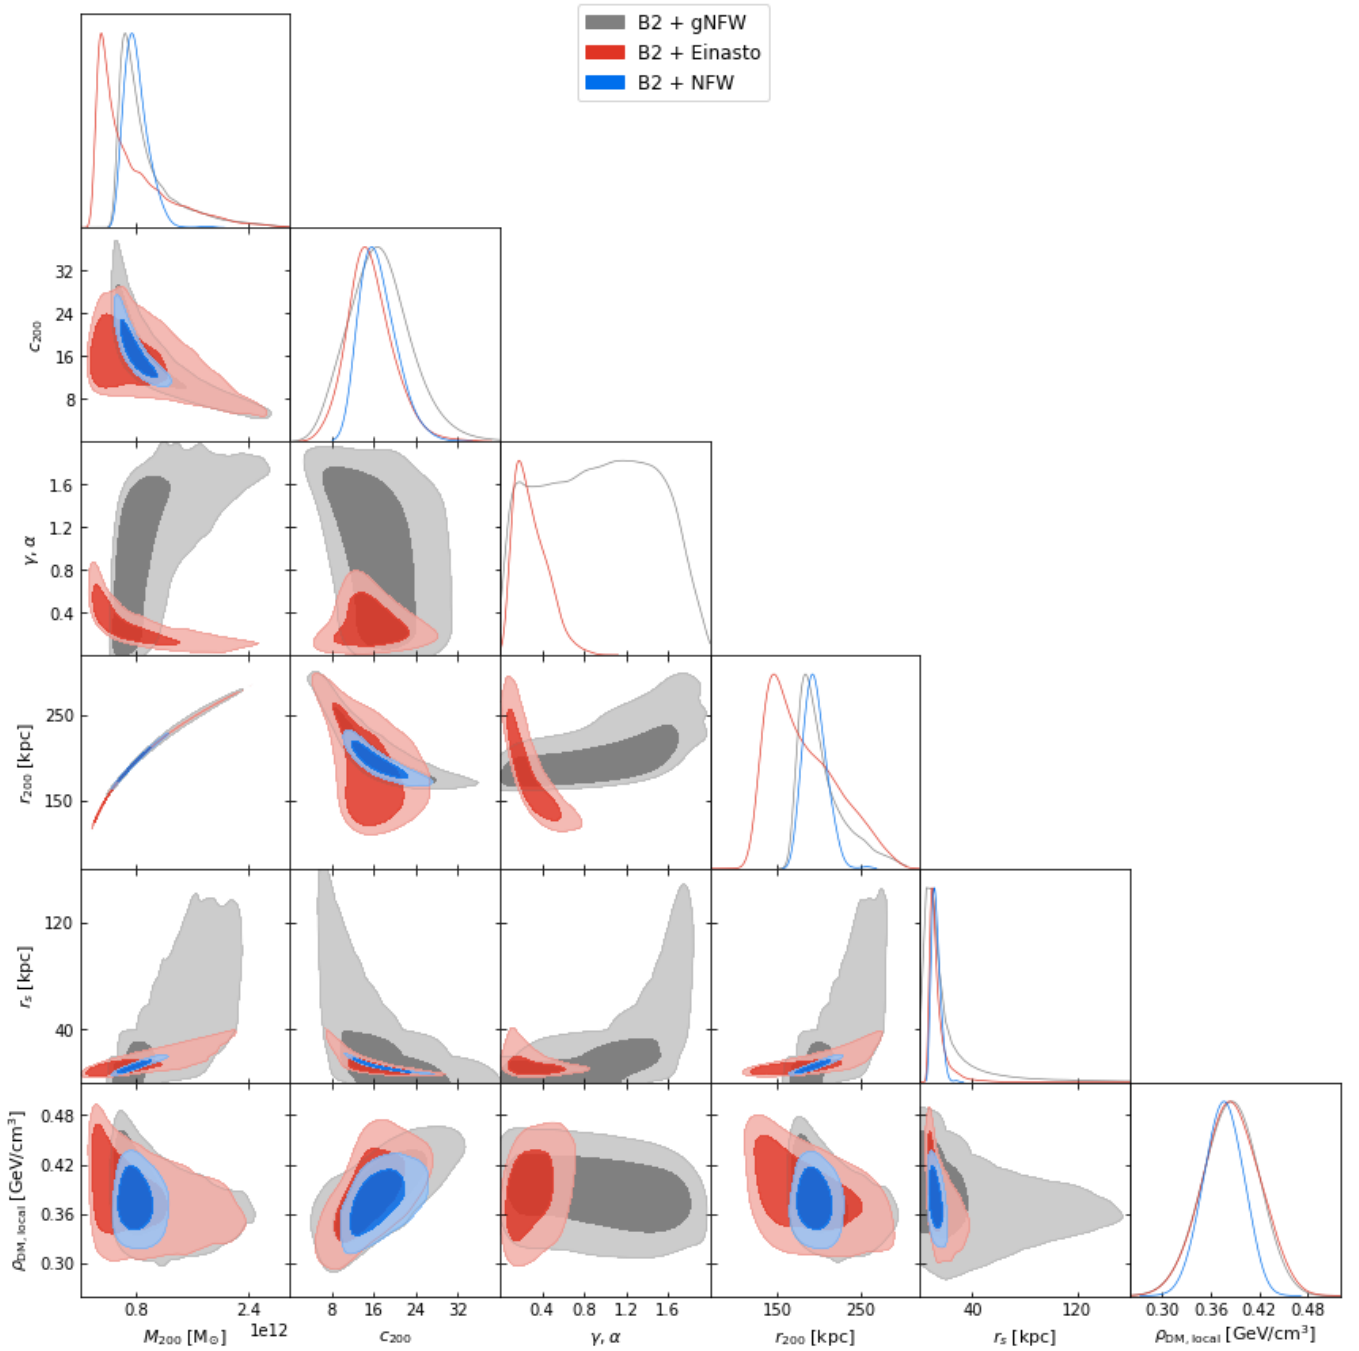 B2 + gNFW
B2 + Einasto
B2 + NFW
32
24
16
8
c₂₀₀
1.6
1.2
0.8
0.4
γ, α
250
150
r₂₀₀ [kpc]
120
40
rₛ [kpc]
0.48
0.42
0.36
0.30
ρ_DM, local [GeV/cm³]
0.8 2.4
1e12
M₂₀₀ [M⊙]
8 16 24 32
c₂₀₀
0.4 0.8 1.2 1.6
γ, α
150 250
r₂₀₀ [kpc]
40 120
rₛ [kpc]
0.30 0.36 0.42 0.48
ρ_DM, local [GeV/cm³]